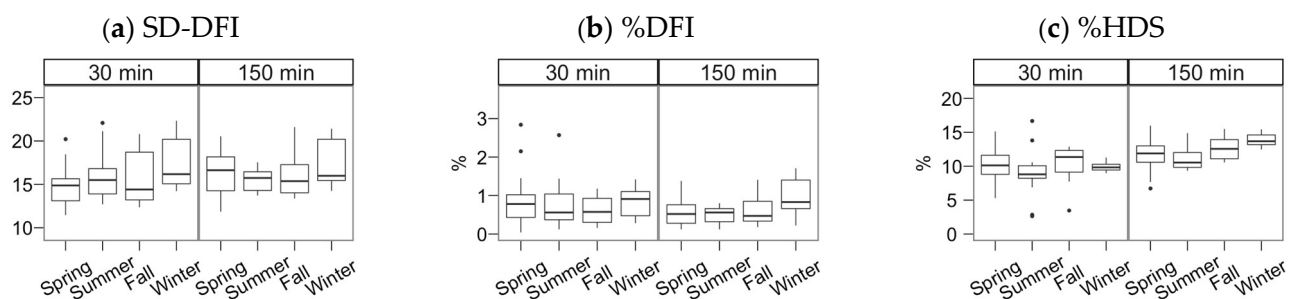 (a) SD-DFI
30 min 150 min
25
20
15
10
Spring Summer Fall Winter Spring Summer Fall Winter
(b) %DFI
30 min 150 min
%
3
2
1
0
Spring Summer Fall Winter Spring Summer Fall Winter
(c) %HDS
30 min 150 min
%
20
15
10
5
0
Spring Summer Fall Winter Spring Summer Fall Winter